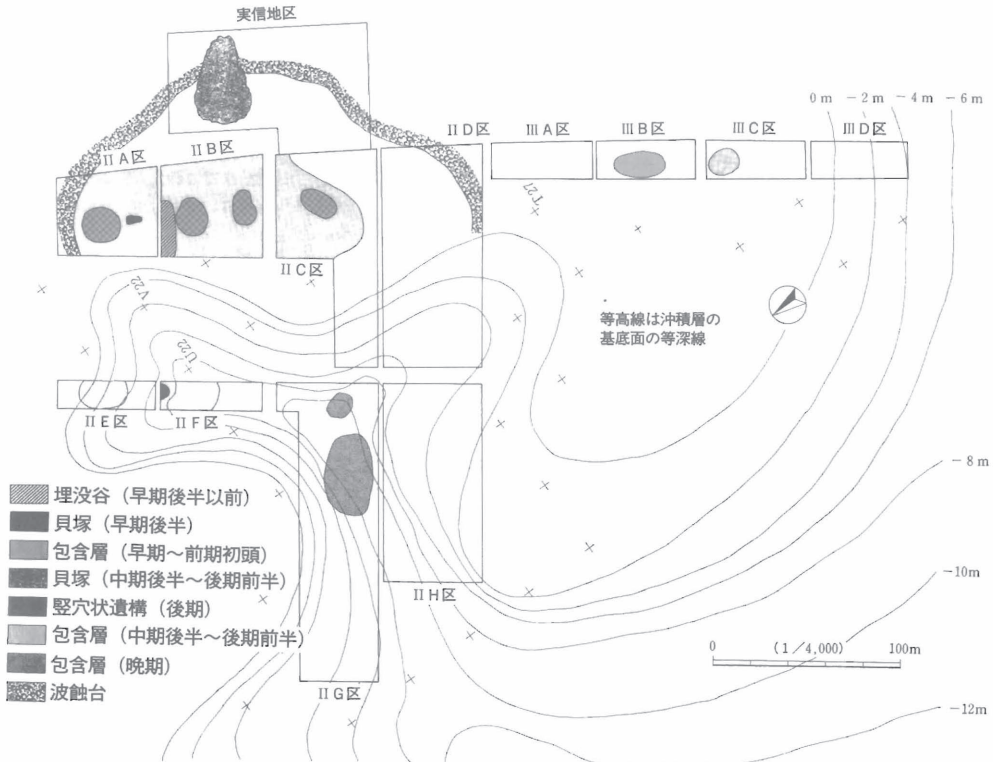 実信地区
0m －2m －4m －6m
ⅡD区 ⅢA区 ⅢB区 ⅢC区 ⅢD区
ⅡA区 ⅡB区
T27
ⅡC区
V22
等高線は沖積層の
基底面の等深線
U22
ⅡE区 ⅡF区
－8m
埋没谷（早期後半以前）
貝塚（早期後半）
包含層（早期～前期初頭）
貝塚（中期後半～後期前半）
竪穴状遺構（後期）
包含層（中期後半～後期前半）
包含層（晩期）
波蝕台
－10m
ⅡH区
0 （1／4,000） 100m
ⅡG区
－12m